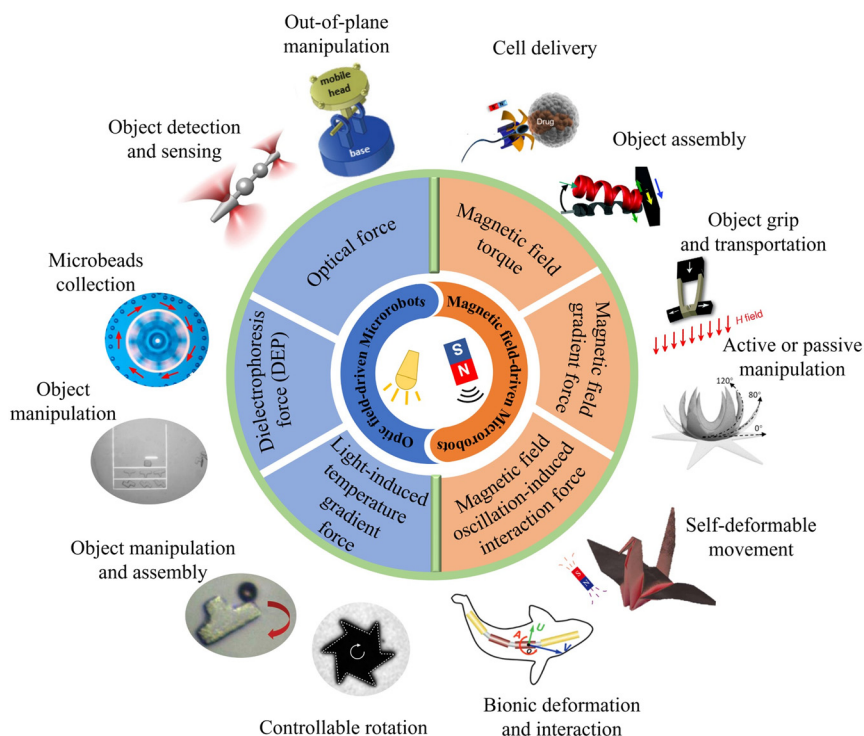 Out-of-plane
manipulation
Cell delivery
mobile
head
base
Drug
Object detection
and sensing
Object assembly
Object grip
and transportation
H field
Microbeads
collection
Active or passive
manipulation
120°
80°
0°
Object
manipulation
Self-deformable
movement
Object manipulation
and assembly
Controllable rotation
Bionic deformation
and interaction
A
U
V
Optical force
Magnetic field
torque
Dielectrophoresis
force (DEP)
Magnetic field
gradient force
Light-induced
temperature
gradient
force
Magnetic field
oscillation-induced
interaction force
Optic field-driven Microrobots
Magnetic field-driven Microrobots
S
N